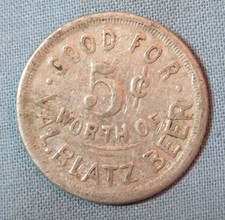 GOOD FOR
5¢
WORTH OF
VAL. BLATZ BEER